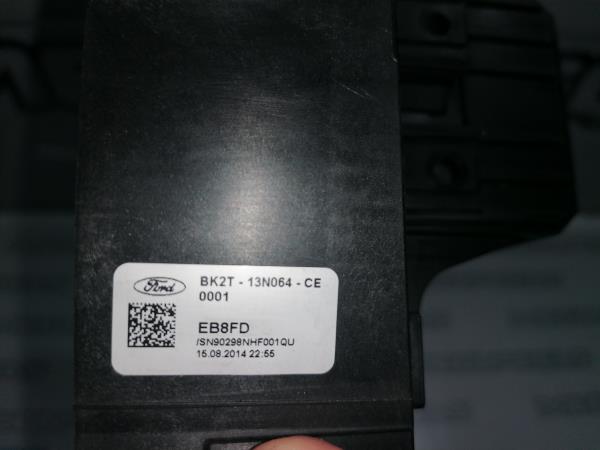 Ford
BK2T - 13N064 - CE
0001
EB8FD
/SN90298NHF001QU
15.08.2014 22:55